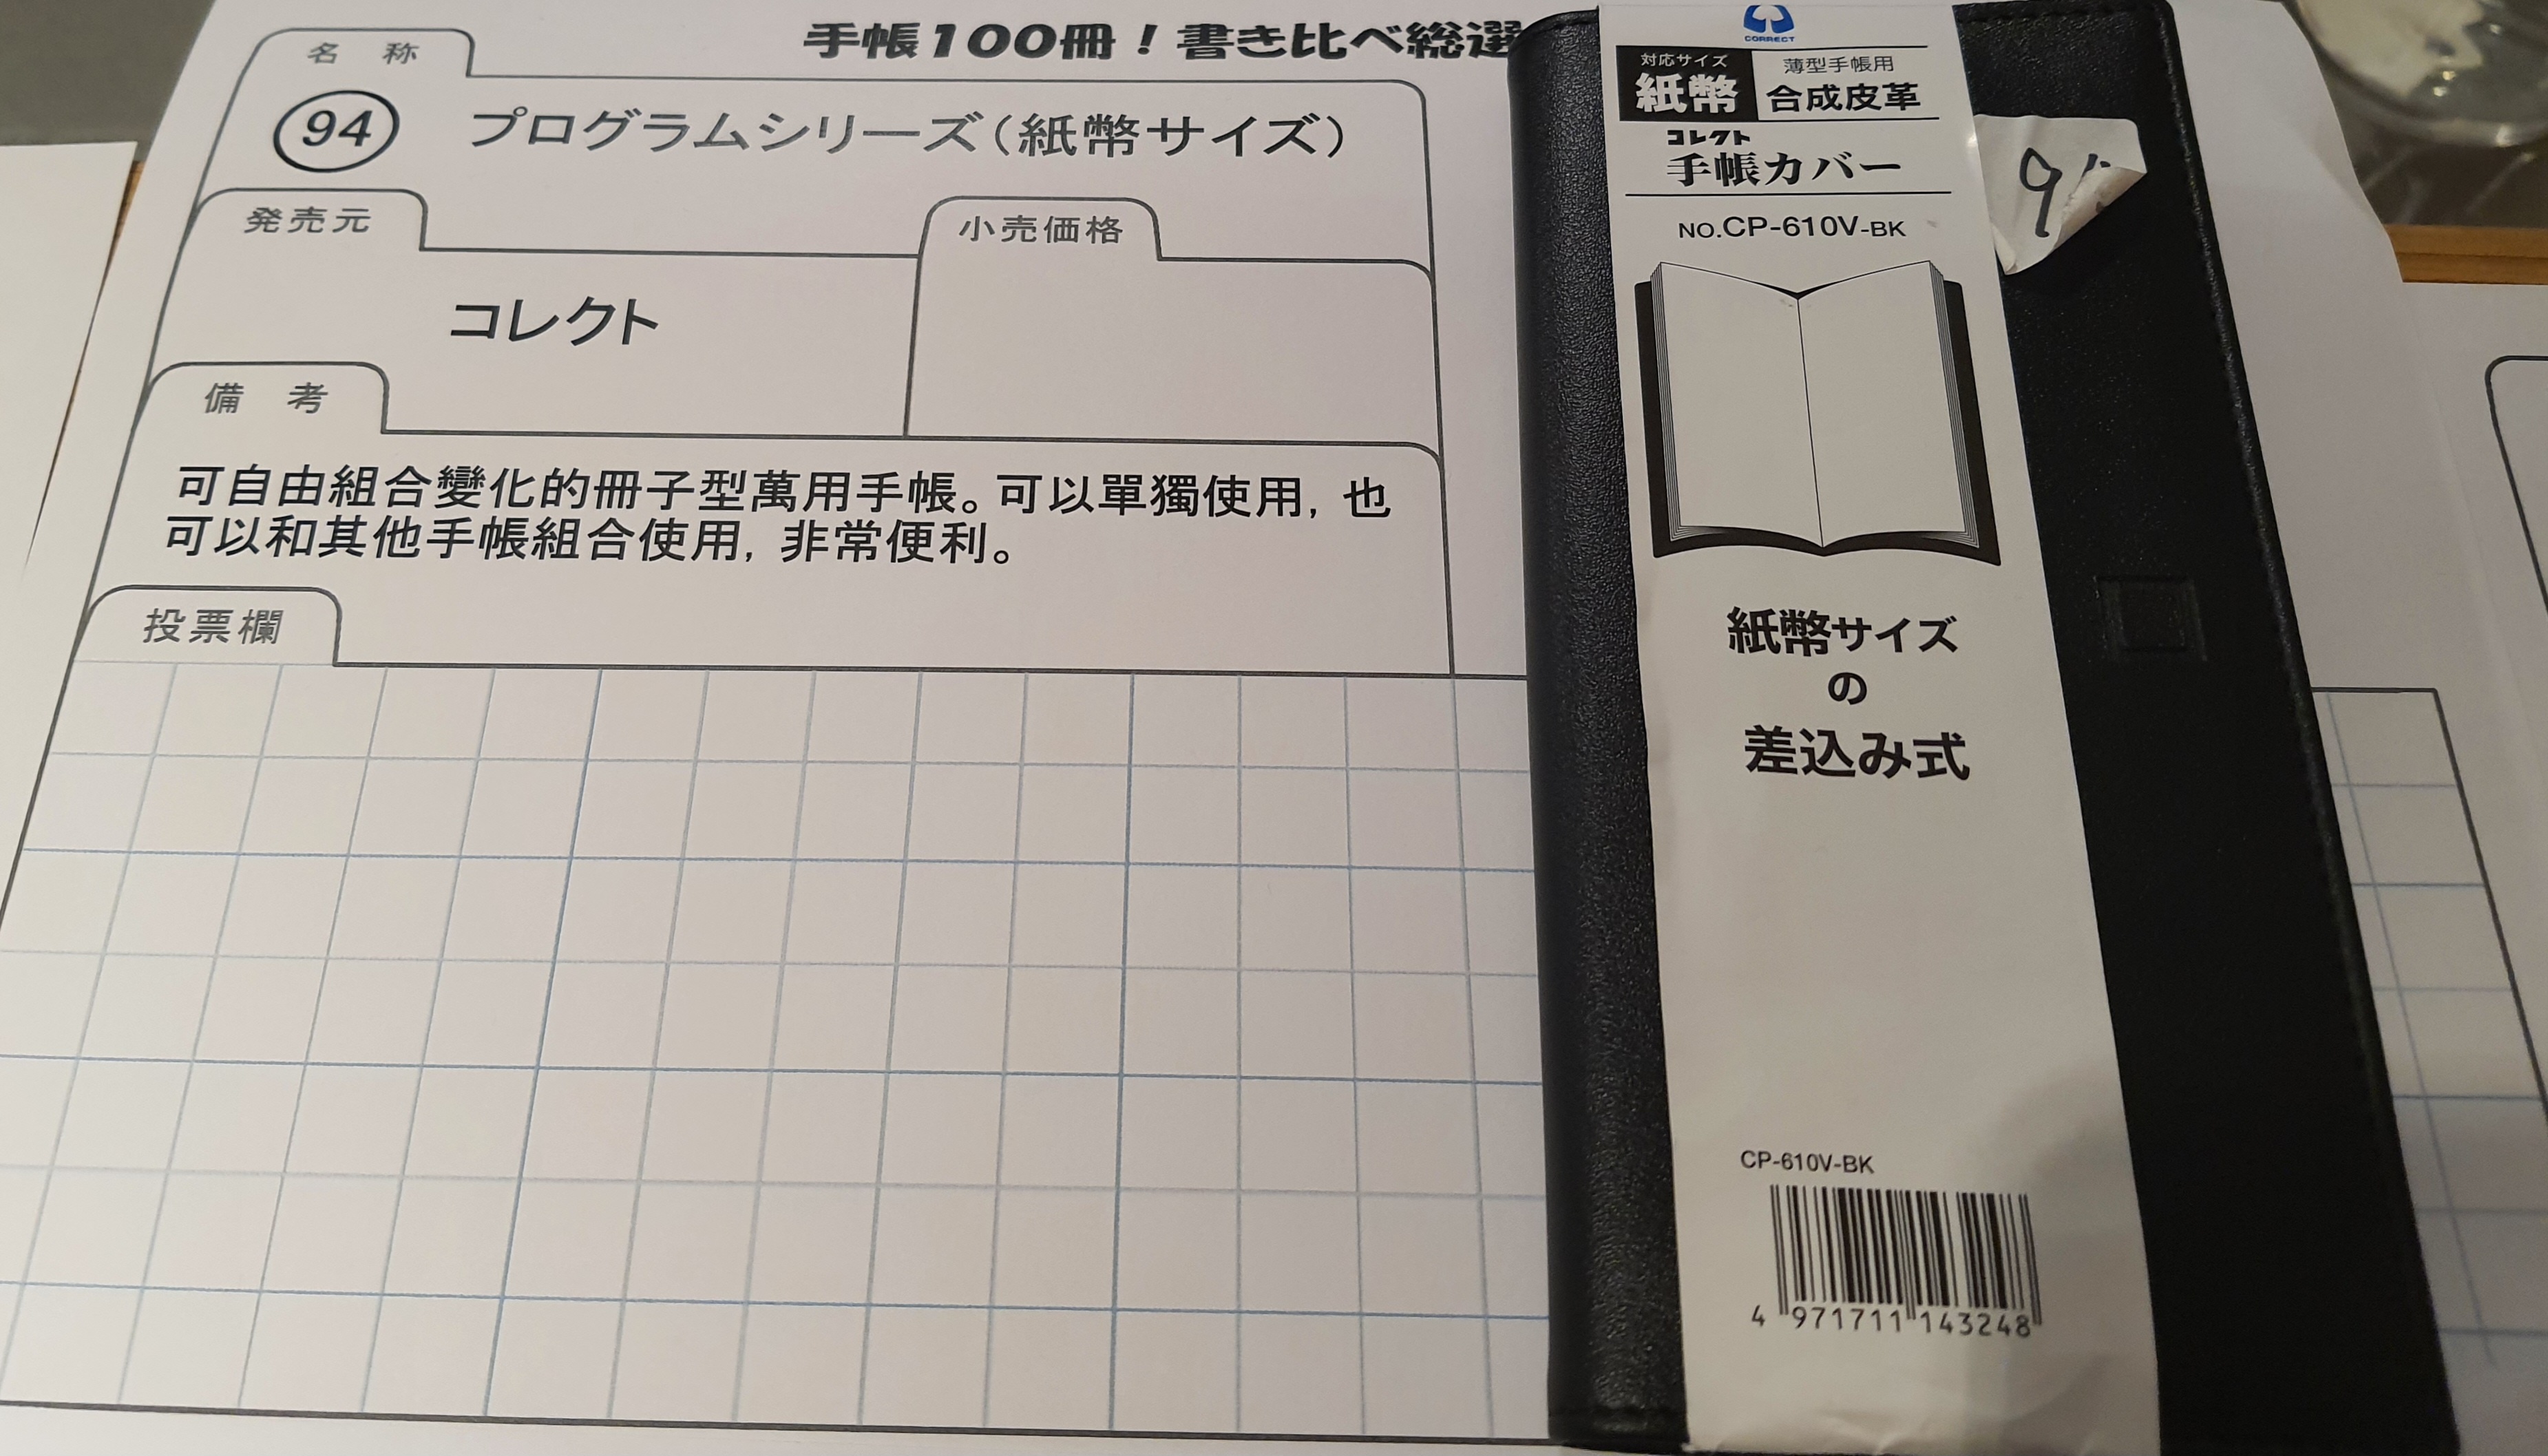 手帳100冊！書き比べ総選
名 称
94 プログラムシリーズ（紙幣サイズ）
発売元
小売価格
コレクト
備 考
可自由組合變化的冊子型萬用手帳。可以單獨使用，也
可以和其他手帳組合使用，非常便利。
投票欄
CORRECT
対応サイズ
紙幣
薄型手帳用
合成皮革
コレクト
手帳カバー
NO.CP-610V-BK
紙幣サイズ
の
差込み式
CP-610V-BK
4 971711 143248